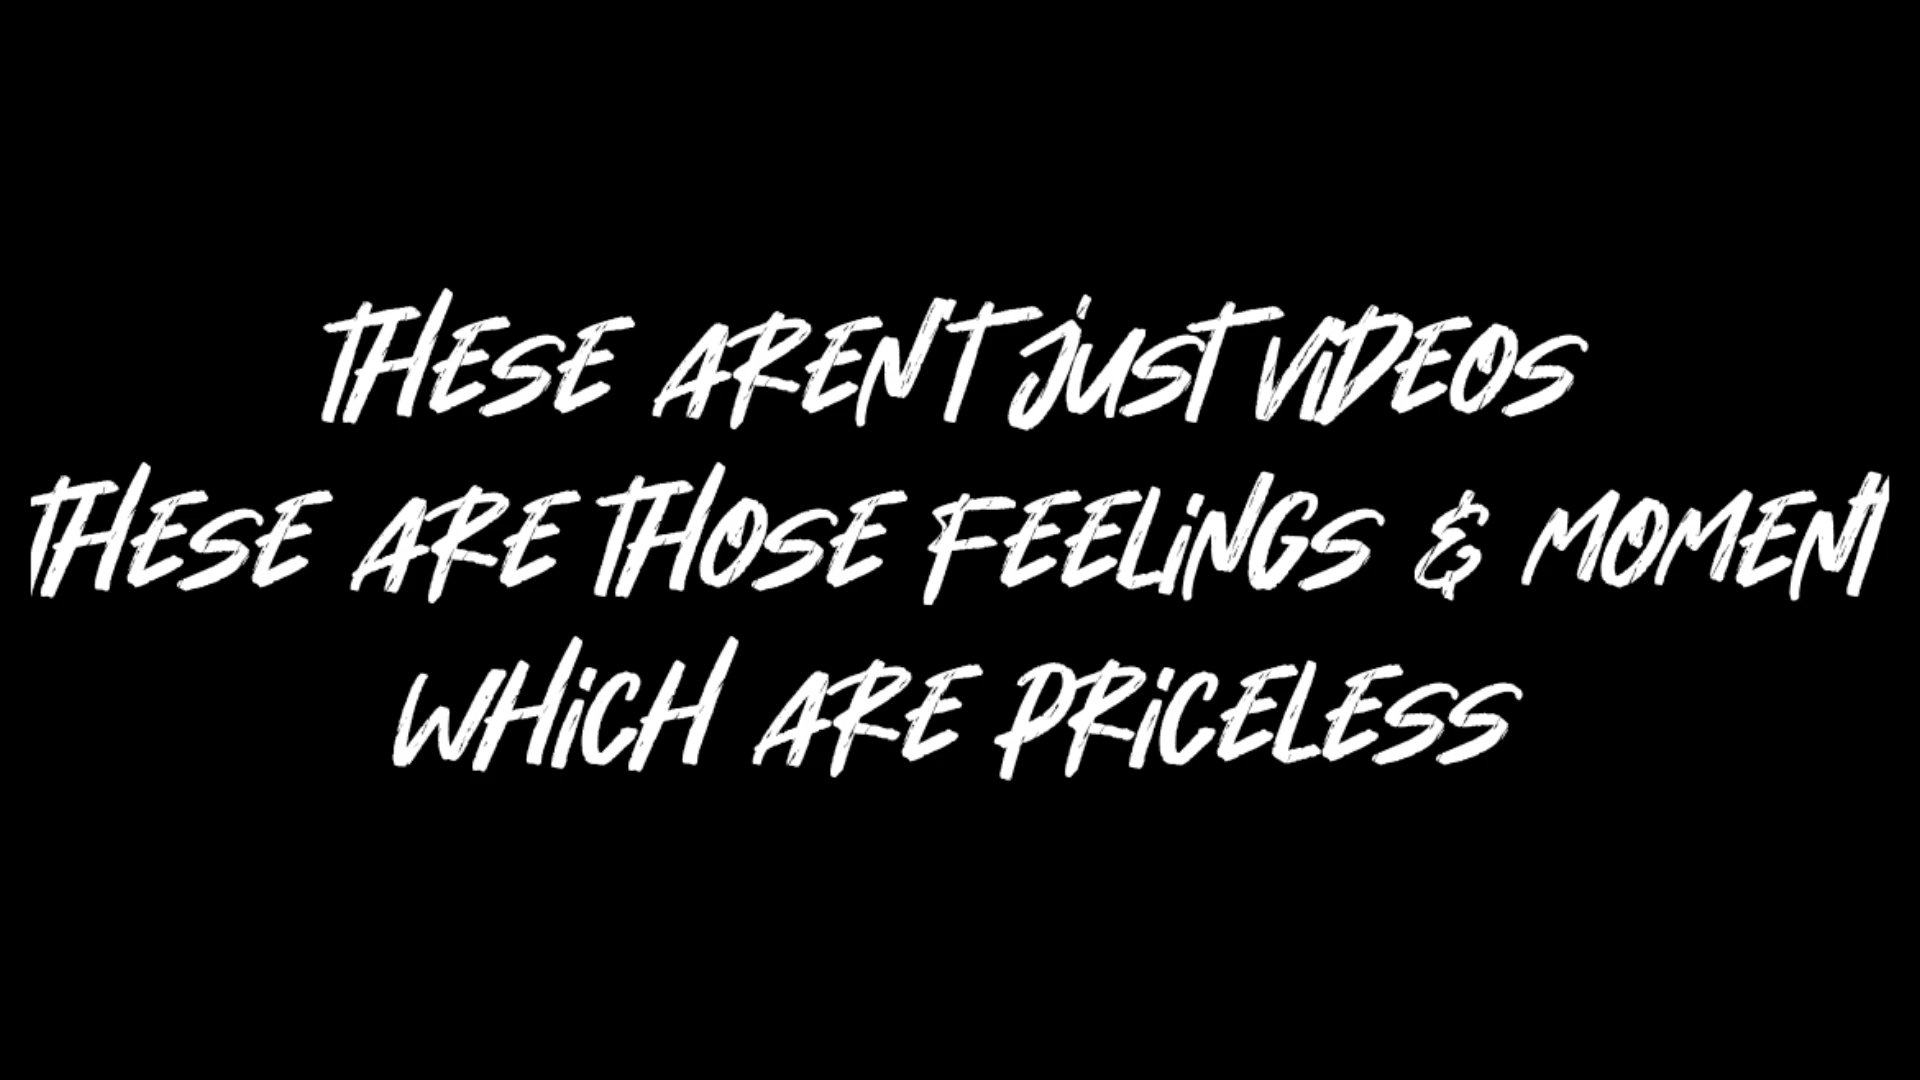 THESE AREN'T JUST VIDEOS
THESE ARE THOSE FEELINGS & MOMENT
WHICH ARE PRICELESS